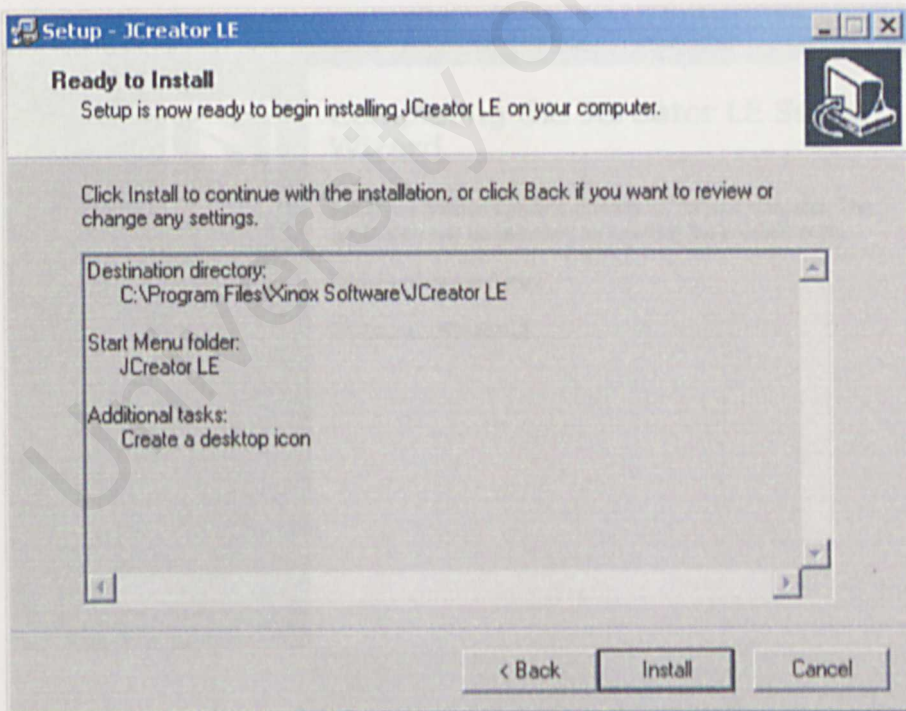 Setup - JCreator LE
Ready to Install
Setup is now ready to begin installing JCreator LE on your computer.
Click Install to continue with the installation, or click Back if you want to review or
change any settings.
Destination directory:
C:\Program Files\Xinox Software\JCreator LE
Start Menu folder:
JCreator LE
Additional tasks:
Create a desktop icon
< Back
Install
Cancel
University of